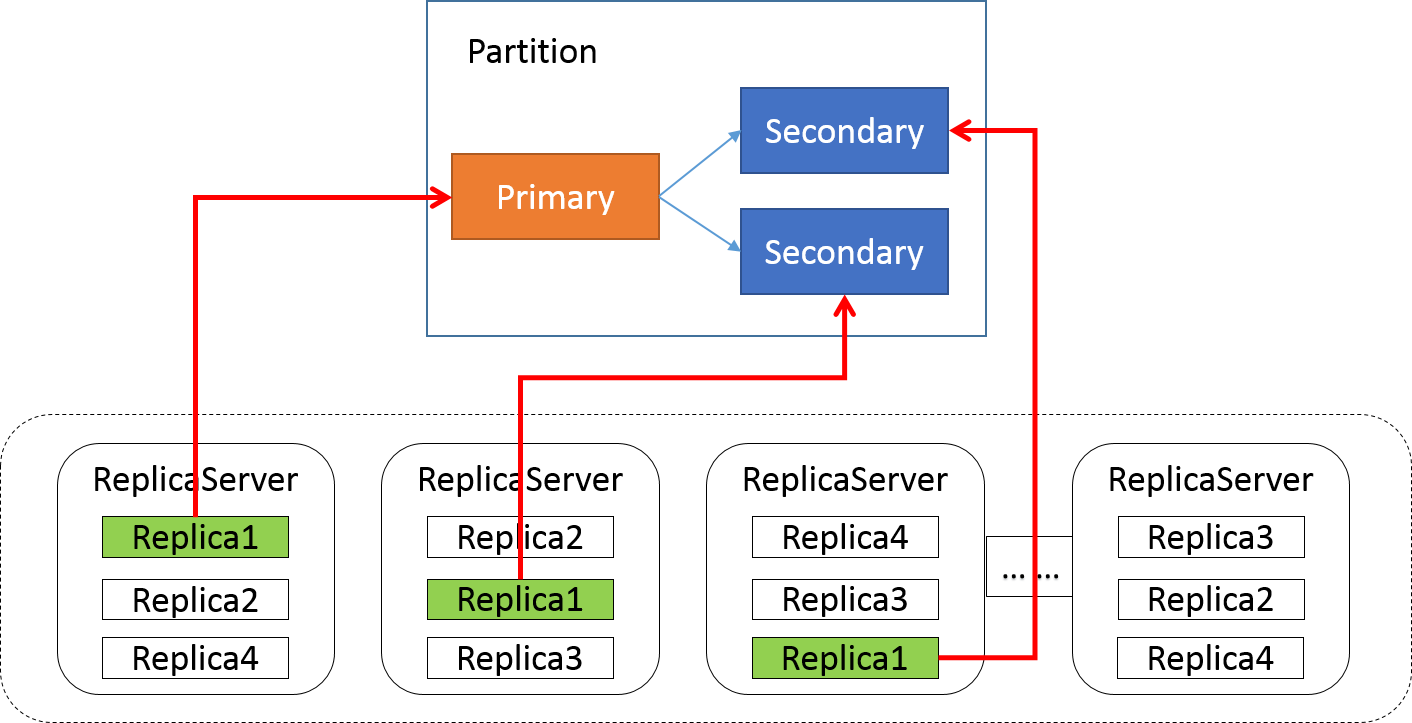 Partition
Secondary
Primary
Secondary
ReplicaServer
Replica1
Replica2
Replica4
ReplicaServer
Replica2
Replica1
Replica3
ReplicaServer
Replica4
Replica3
Replica1
... ...
ReplicaServer
Replica3
Replica2
Replica4